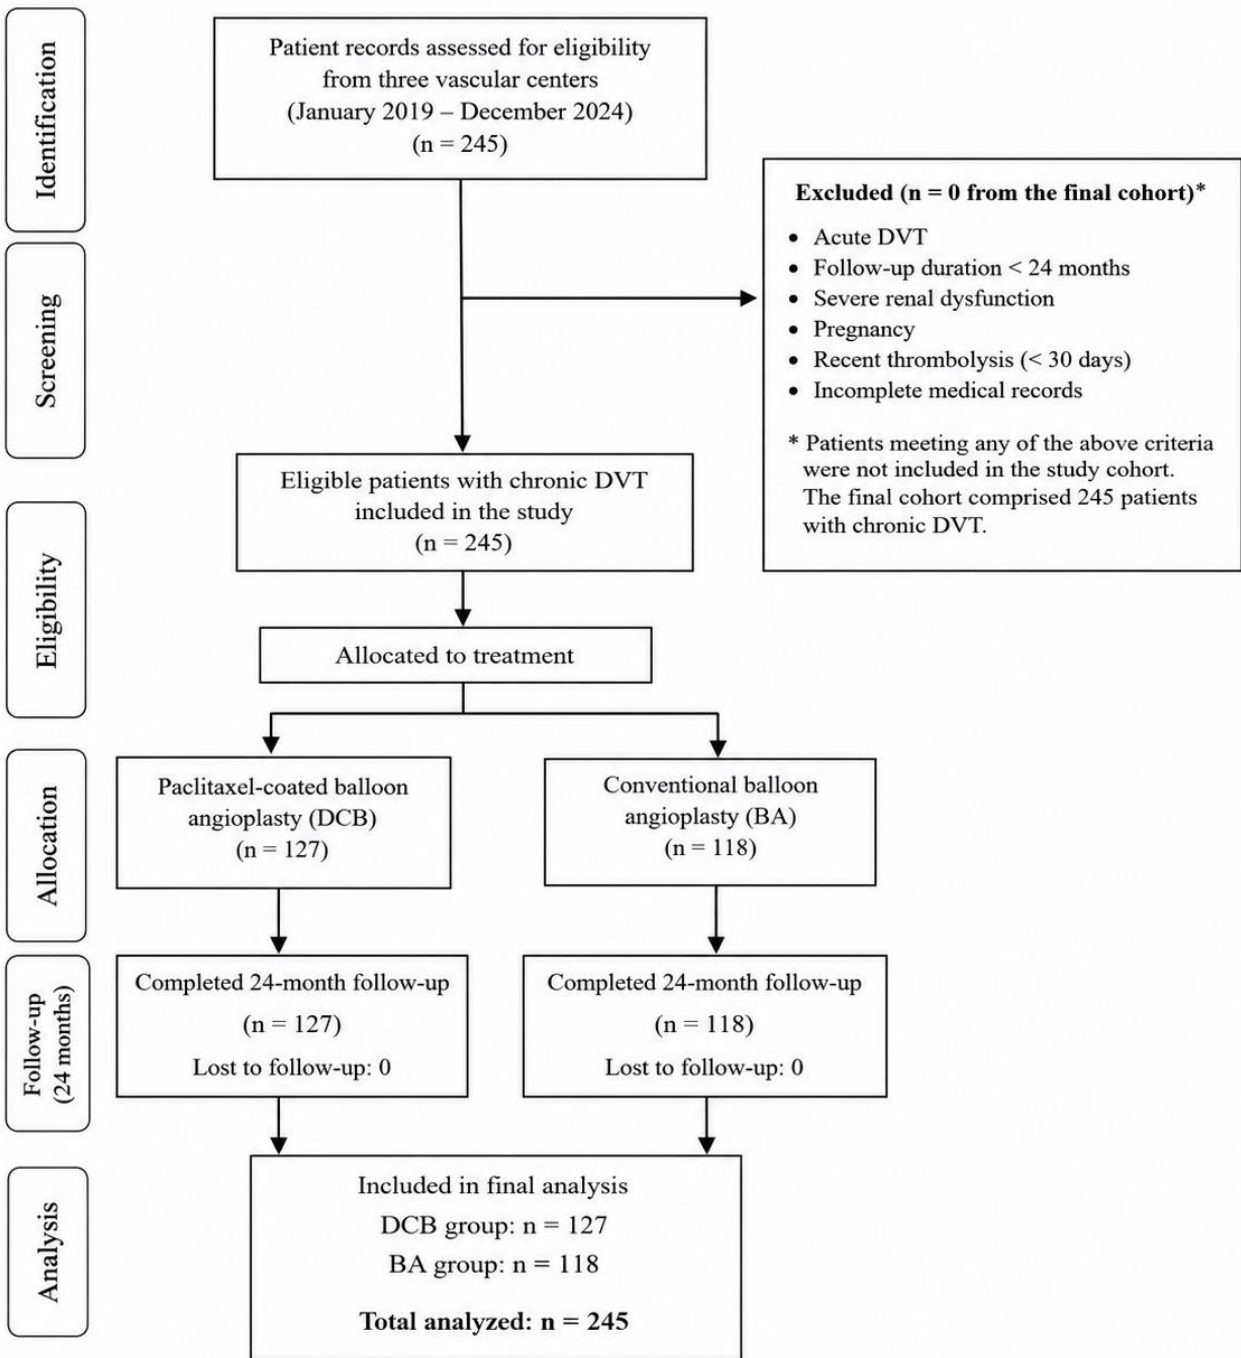 Identification
Patient records assessed for eligibility
from three vascular centers
(January 2019 – December 2024)
(n = 245)
Screening
Excluded (n = 0 from the final cohort)*
• Acute DVT
• Follow-up duration < 24 months
• Severe renal dysfunction
• Pregnancy
• Recent thrombolysis (< 30 days)
• Incomplete medical records
* Patients meeting any of the above criteria
were not included in the study cohort.
The final cohort comprised 245 patients
with chronic DVT.
Eligibility
Eligible patients with chronic DVT
included in the study
(n = 245)
Allocated to treatment
Allocation
Paclitaxel-coated balloon
angioplasty (DCB)
(n = 127)
Conventional balloon
angioplasty (BA)
(n = 118)
Follow-up
(24 months)
Completed 24-month follow-up
(n = 127)
Lost to follow-up: 0
Completed 24-month follow-up
(n = 118)
Lost to follow-up: 0
Analysis
Included in final analysis
DCB group: n = 127
BA group: n = 118
Total analyzed: n = 245